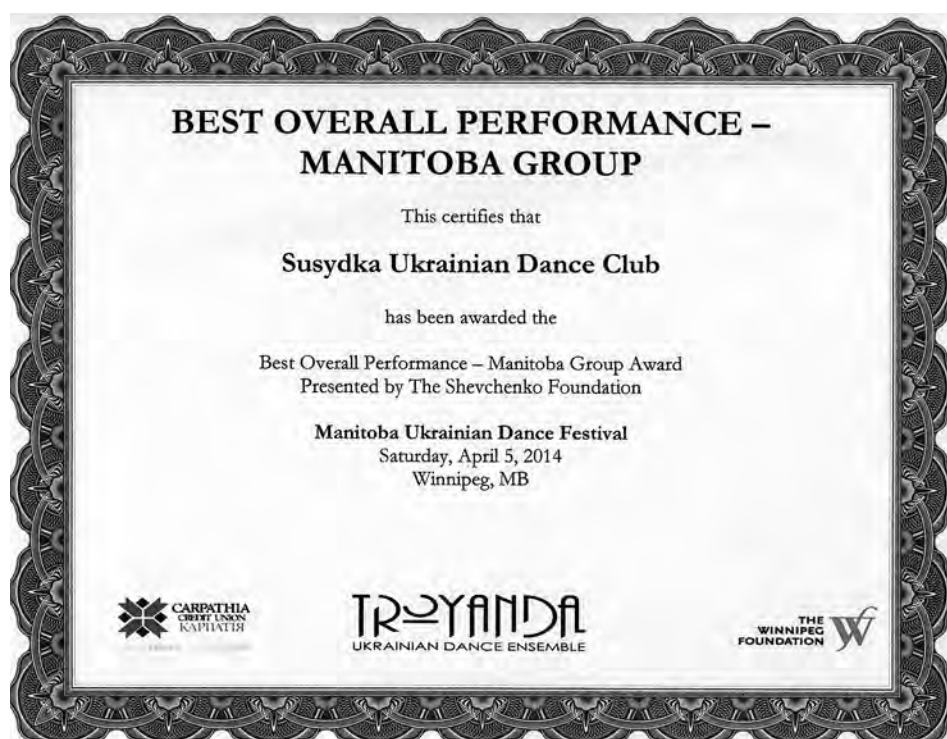 BEST OVERALL PERFORMANCE –
MANITOBA GROUP
This certifies that
Susydka Ukrainian Dance Club
has been awarded the
Best Overall Performance – Manitoba Group Award
Presented by The Shevchenko Foundation
Manitoba Ukrainian Dance Festival
Saturday, April 5, 2014
Winnipeg, MB
CARPATHIA
CREDIT UNION
КАРПАТІЯ
TROYANDA
UKRAINIAN DANCE ENSEMBLE
THE
WINNIPEG
FOUNDATION